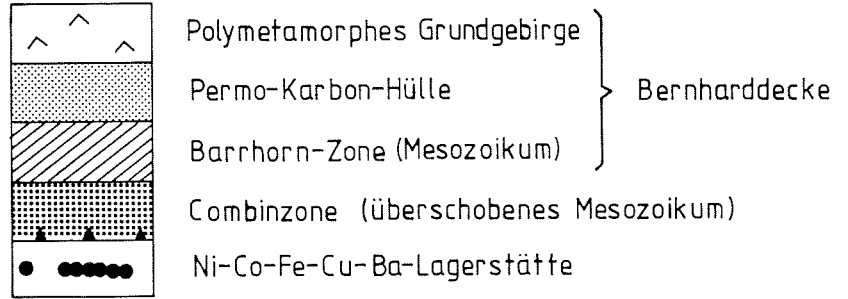 Polymetamorphes Grundgebirge
Permo-Karbon-Hülle
Bernharddecke
Barrhorn-Zone (Mesozoikum)
Combinzone (überschobenes Mesozoikum)
Ni-Co-Fe-Cu-Ba-Lagerstätte